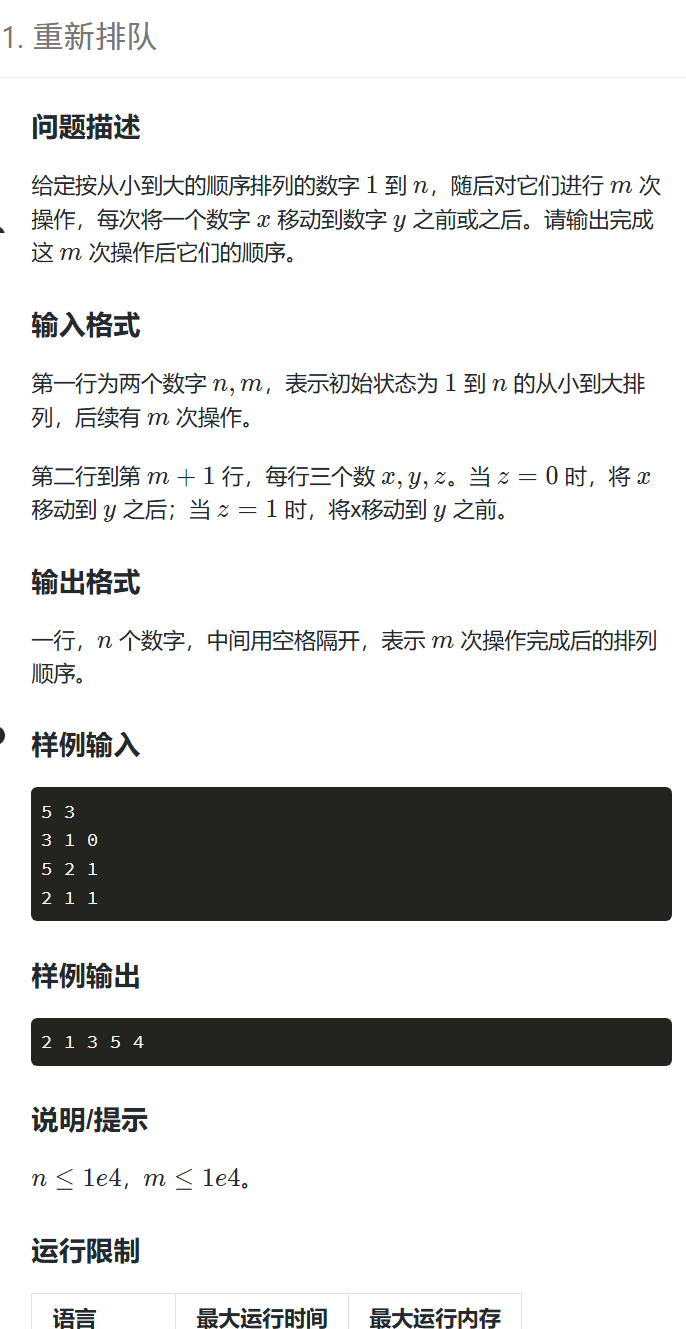 1. 重新排队
问题描述
给定按从小到大的顺序排列的数字 1 到 n，随后对它们进行 m 次
操作，每次将一个数字 x 移动到数字 y 之前或之后。请输出完成
这 m 次操作后它们的顺序。
输入格式
第一行为两个数字 n, m，表示初始状态为 1 到 n 的从小到大排
列，后续有 m 次操作。
第二行到第 m + 1 行，每行三个数 x, y, z。当 z = 0 时，将 x
移动到 y 之后；当 z = 1 时，将x移动到 y 之前。
输出格式
一行，n 个数字，中间用空格隔开，表示 m 次操作完成后的排列
顺序。
样例输入
5 3
3 1 0
5 2 1
2 1 1
样例输出
2 1 3 5 4
说明/提示
n ≤ 1e4，m ≤ 1e4。
运行限制
语言 最大运行时间 最大运行内存